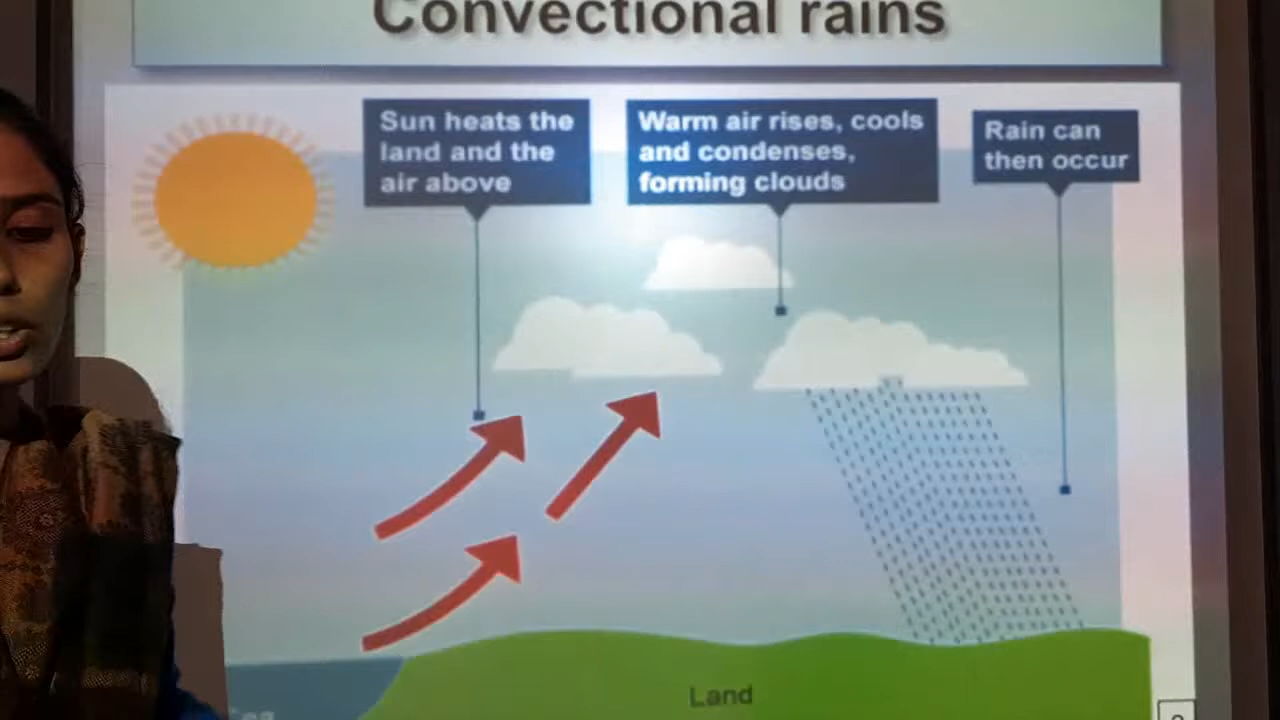 Convectional rains
Sun heats the
land and the
air above
Warm air rises, cools
and condenses,
forming clouds
Rain can
then occur
Land